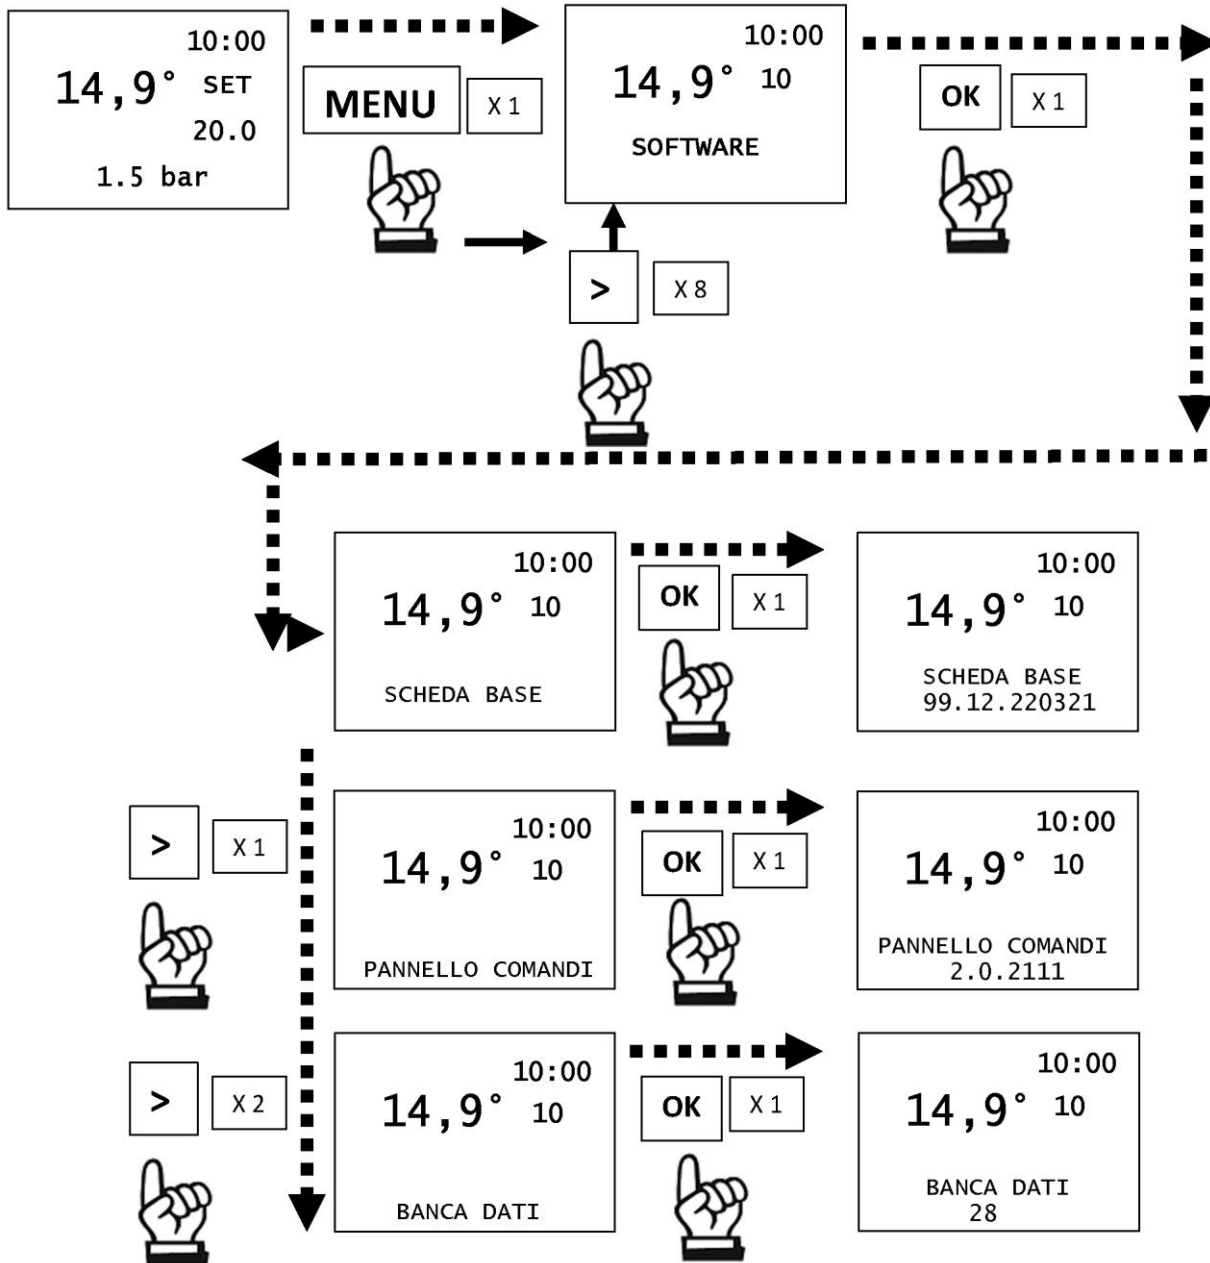 10:00
14,9° SET
20.0
1.5 bar
MENU X 1
10:00
14,9° 10
SOFTWARE
OK X 1
> X 8
10:00
14,9° 10
SCHEDA BASE
OK X 1
10:00
14,9° 10
SCHEDA BASE
99.12.220321
> X 1
10:00
14,9° 10
PANNELLO COMANDI
OK X 1
10:00
14,9° 10
PANNELLO COMANDI
2.0.2111
> X 2
10:00
14,9° 10
BANCA DATI
OK X 1
10:00
14,9° 10
BANCA DATI
28